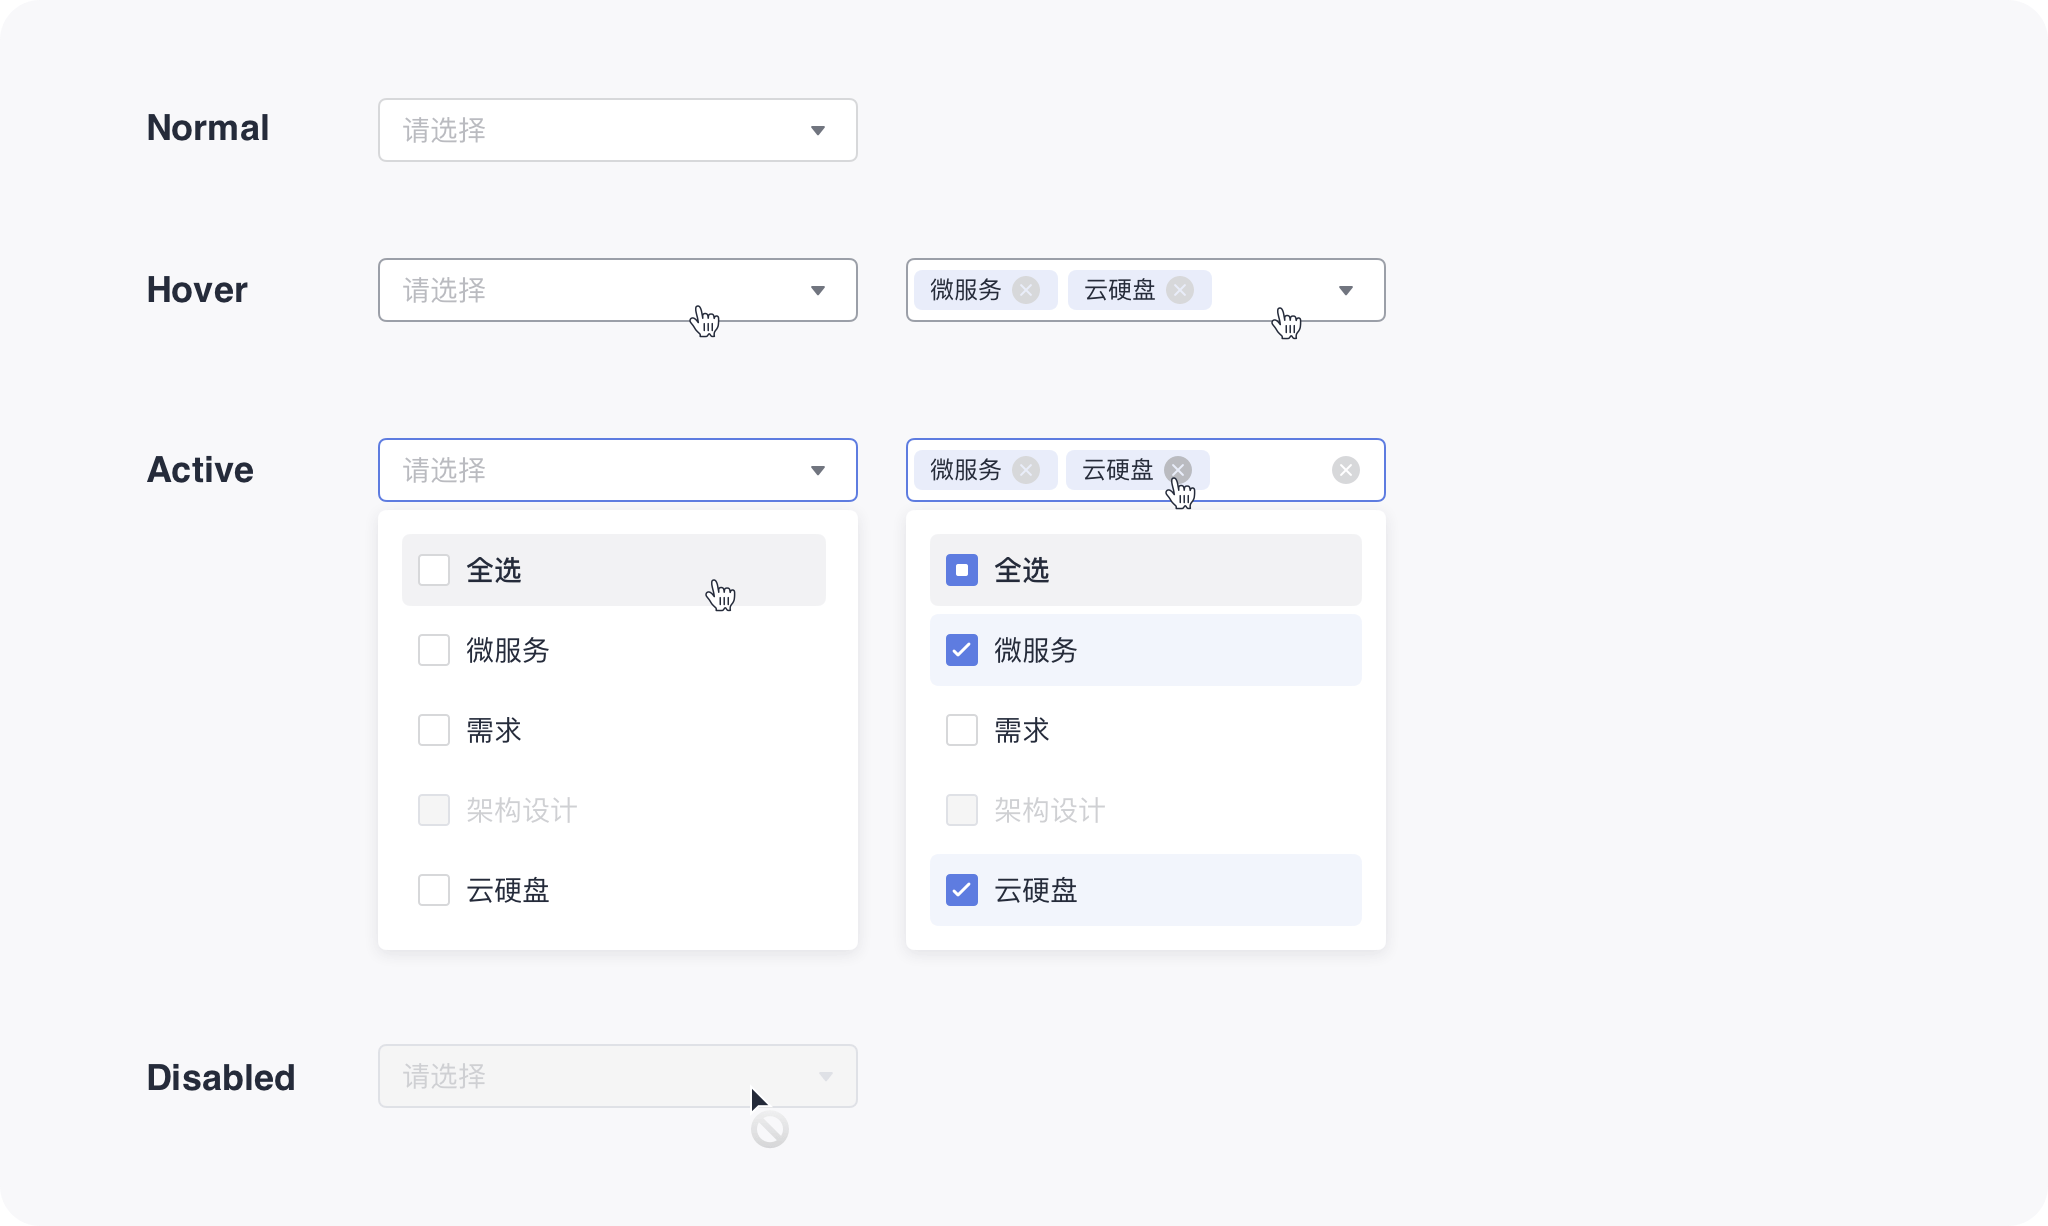 Normal
请选择
Hover
请选择
微服务
云硬盘
Active
请选择
全选
微服务
需求
架构设计
云硬盘
微服务
云硬盘
全选
微服务
需求
架构设计
云硬盘
Disabled
请选择